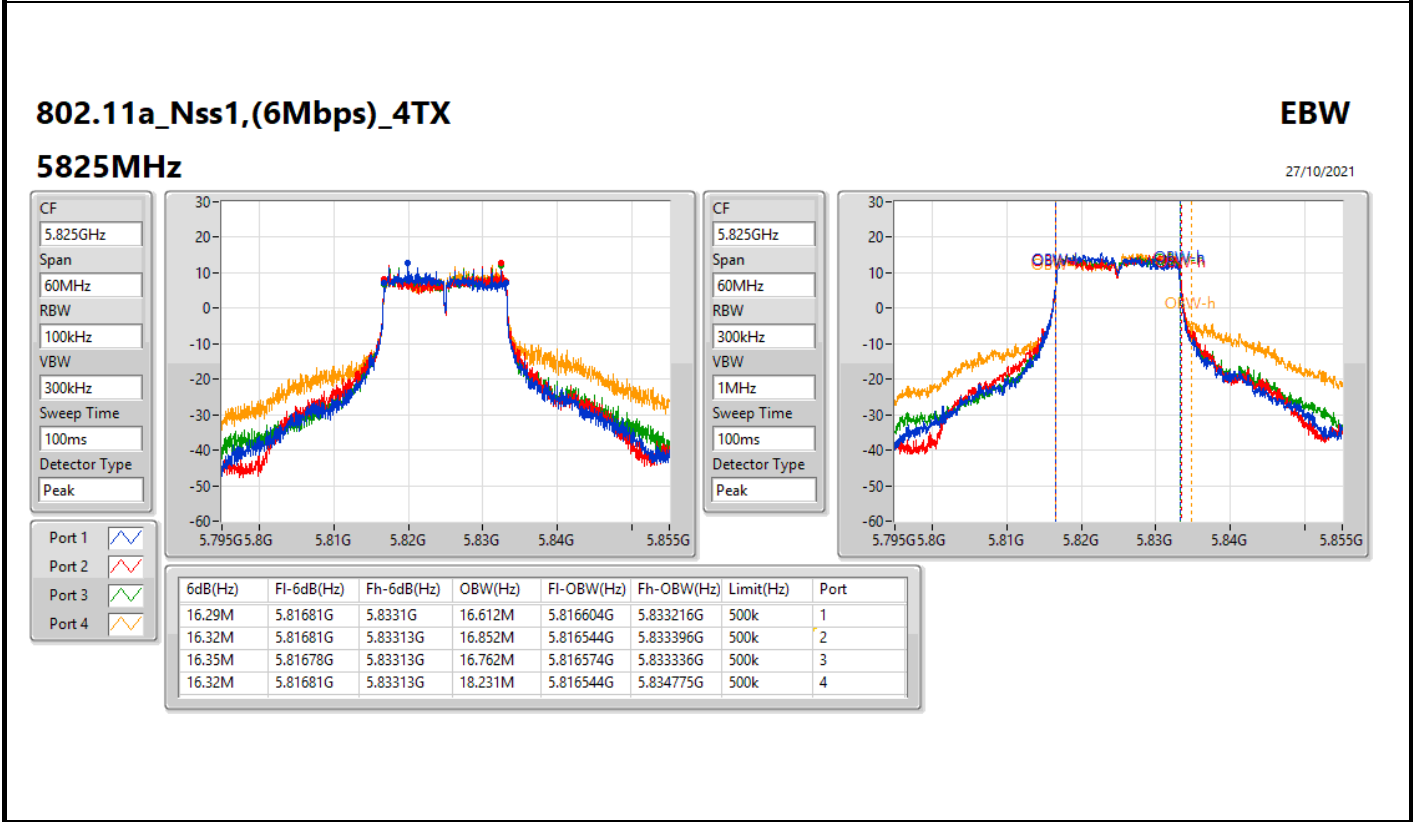 802.11a_Nss1,(6Mbps)_4TX
EBW
5825MHz
27/10/2021
CF
5.825GHz
Span
60MHz
RBW
100kHz
VBW
300kHz
Sweep Time
100ms
Detector Type
Peak
30
20
10
0
-10
-20
-30
-40
-50
-60
5.795G 5.8G 5.81G 5.82G 5.83G 5.84G 5.855G
CF
5.825GHz
Span
60MHz
RBW
300kHz
VBW
1MHz
Sweep Time
100ms
Detector Type
Peak
30
20
10
0
-10
-20
-30
-40
-50
-60
OBW-h
5.795G 5.8G 5.81G 5.82G 5.83G 5.84G 5.855G
Port 1
Port 2
Port 3
Port 4
6dB(Hz) Fl-6dB(Hz) Fh-6dB(Hz) OBW(Hz) Fl-OBW(Hz) Fh-OBW(Hz) Limit(Hz) Port
16.29M 5.81681G 5.8331G 16.612M 5.816604G 5.833216G 500k 1
16.32M 5.81681G 5.83313G 16.852M 5.816544G 5.833396G 500k 2
16.35M 5.81678G 5.83313G 16.762M 5.816574G 5.833336G 500k 3
16.32M 5.81681G 5.83313G 18.231M 5.816544G 5.834775G 500k 4